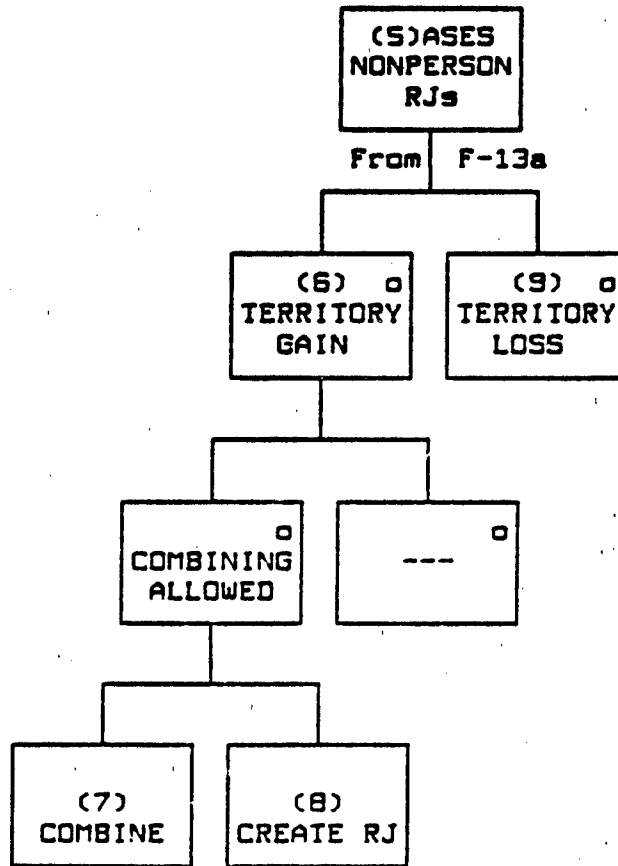 (5)ASES
NONPERSON
RJs
From F-13a
(6) o
TERRITORY
GAIN
(9) o
TERRITORY
LOSS
o
COMBINING
ALLOWED
o
---
(7)
COMBINE
(8)
CREATE RJ